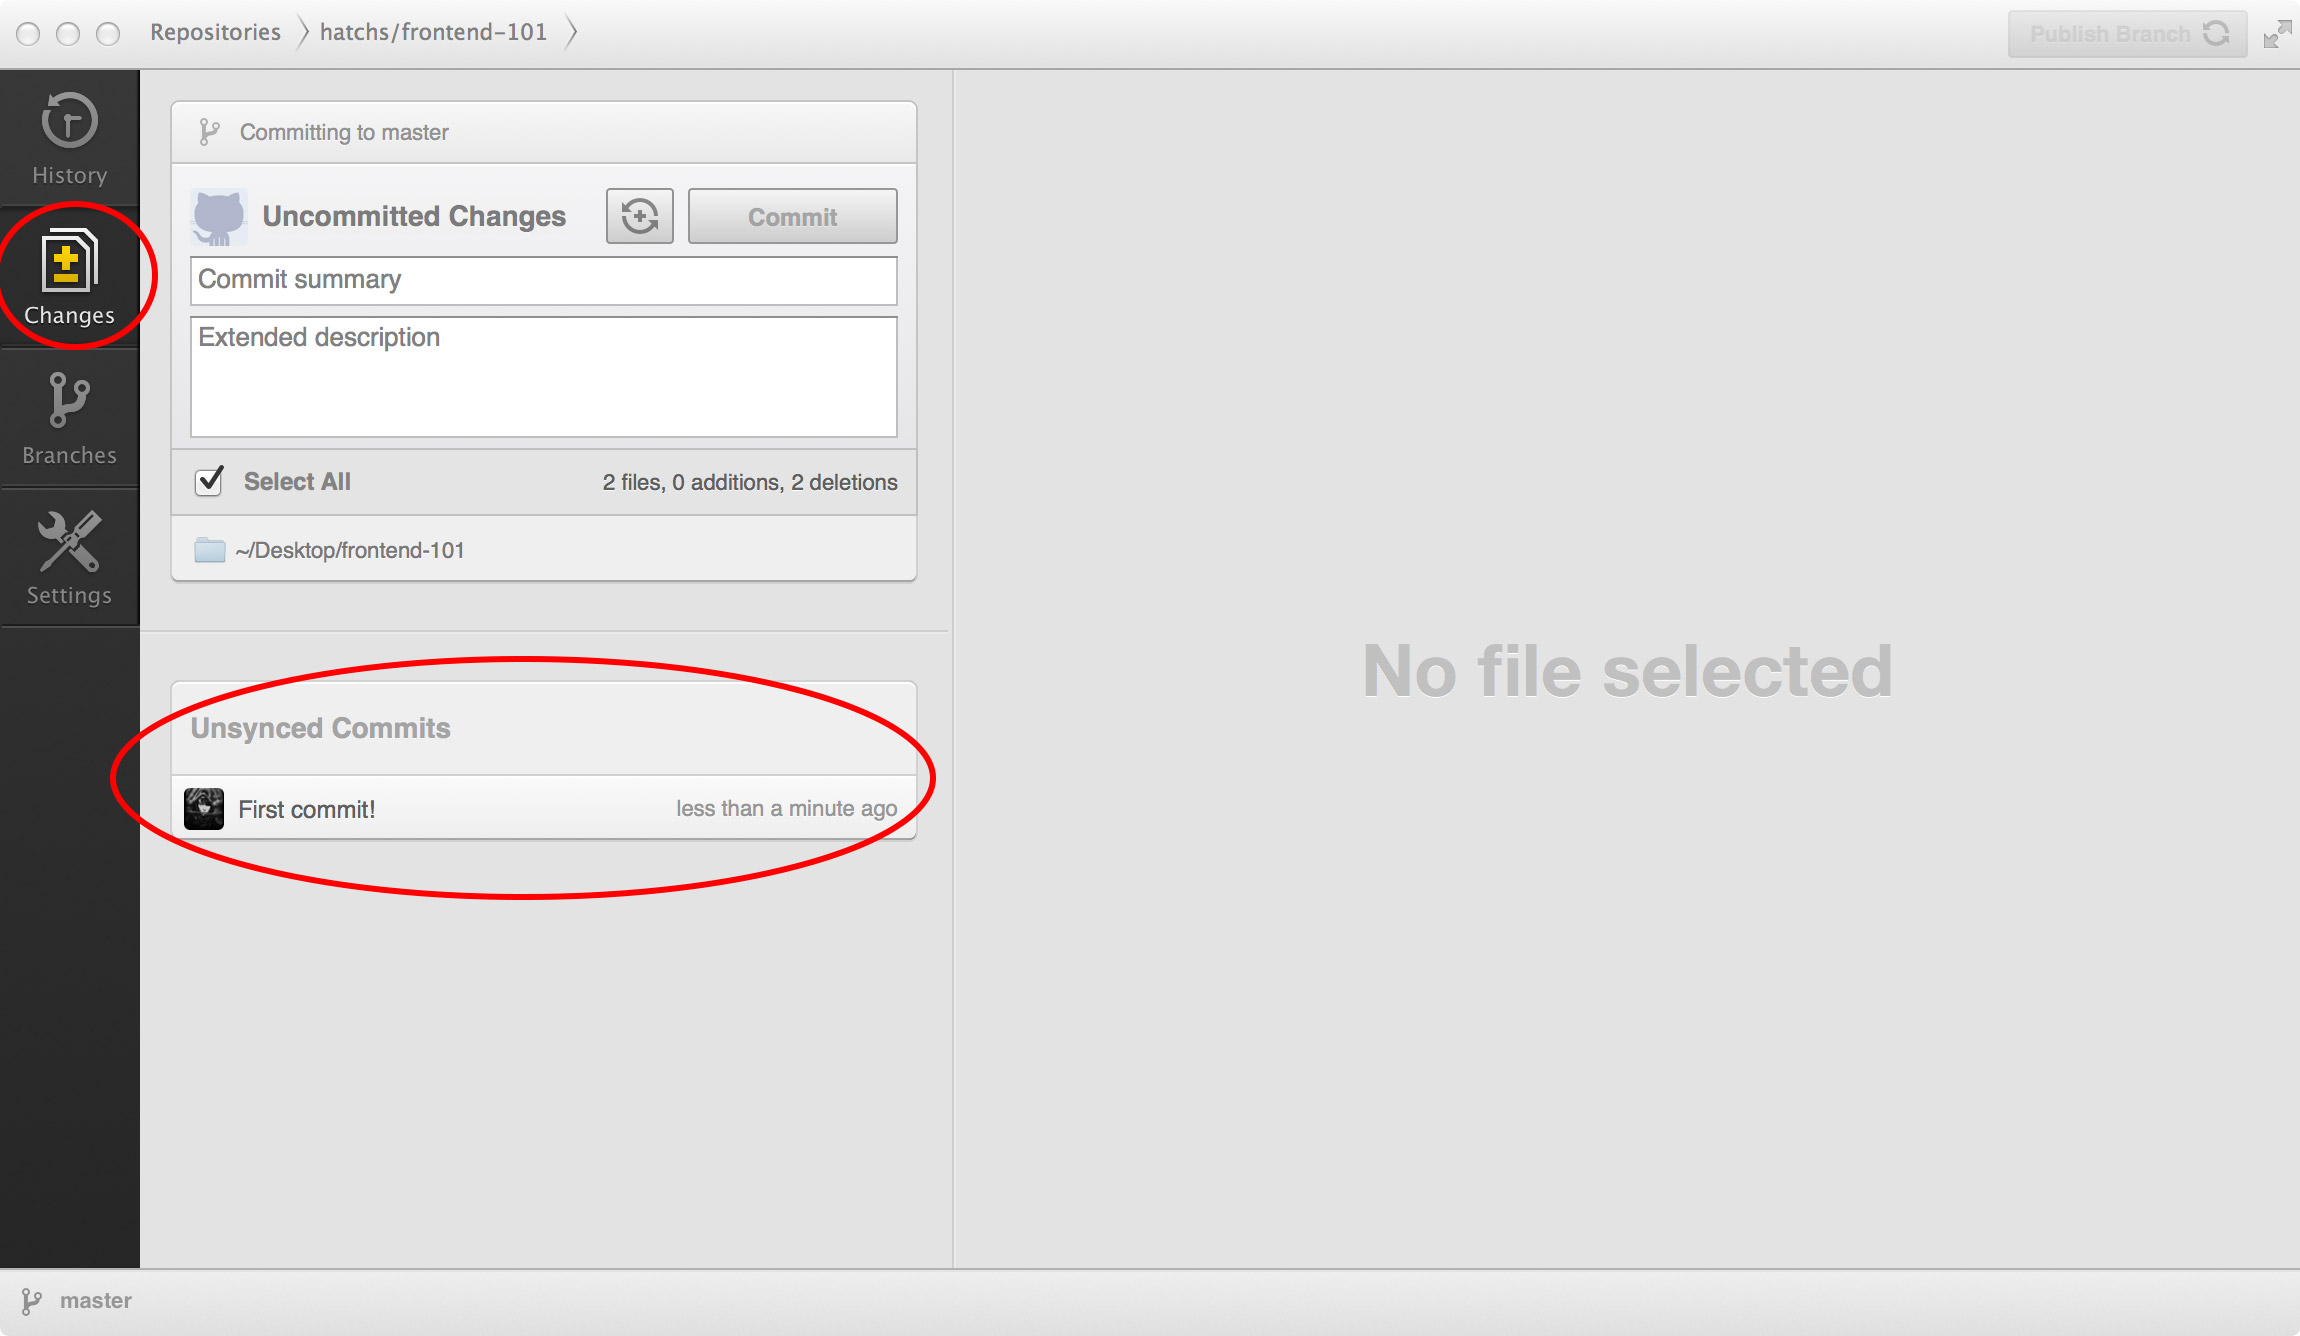 Repositories
hatchs/frontend-101
Publish Branch
History
Changes
Branches
Settings
Committing to master
Uncommitted Changes
Commit
Commit summary
Extended description
Select All
2 files, 0 additions, 2 deletions
~/Desktop/frontend-101
Unsynced Commits
First commit!
less than a minute ago
No file selected
master